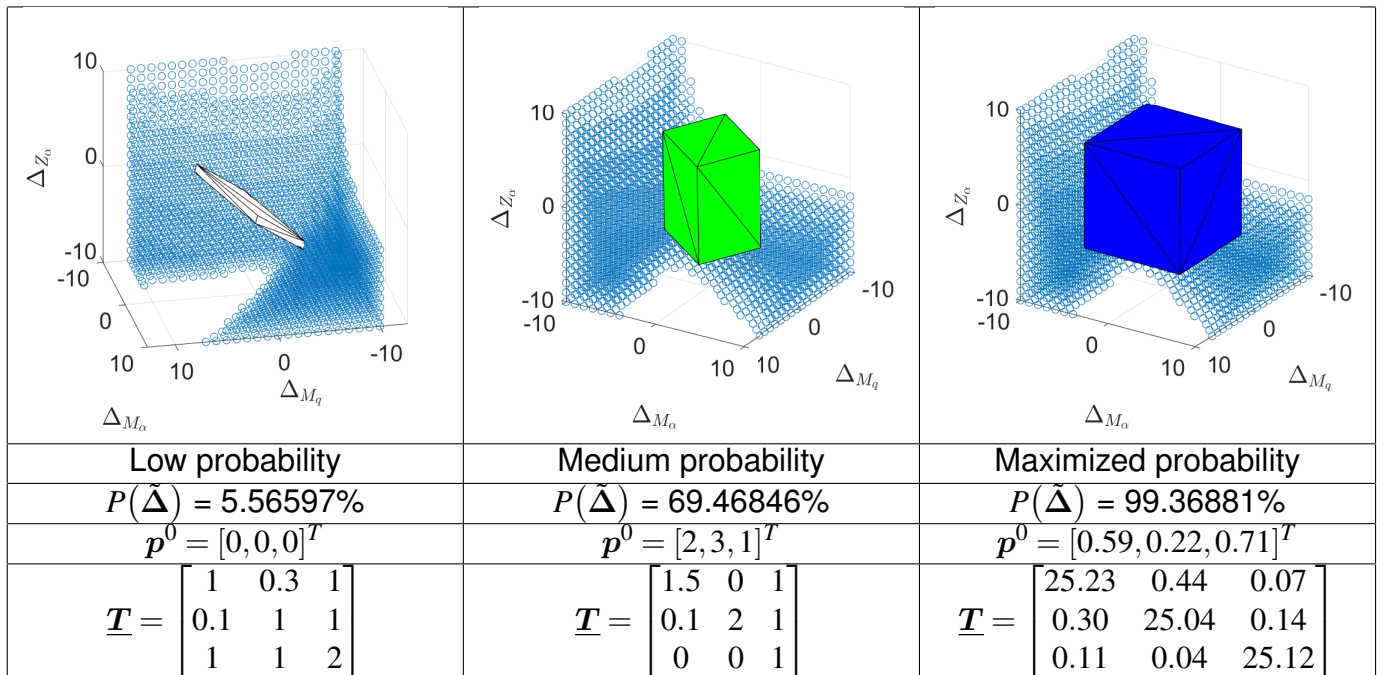 10
0
-10
Δ_{Z_α}
-10
0
10
Δ_{M_α}
10
0
-10
Δ_{M_q}
10
0
-10
Δ_{Z_α}
-10
0
10
Δ_{M_α}
10
0
-10
Δ_{M_q}
10
0
-10
Δ_{Z_α}
-10
0
10
Δ_{M_α}
10
0
-10
Δ_{M_q}
Low probability
Medium probability
Maximized probability
P(Δ̃) = 5.56597%
P(Δ̃) = 69.46846%
P(Δ̃) = 99.36881%
p^0 = [0,0,0]^T
p^0 = [2,3,1]^T
p^0 = [0.59,0.22,0.71]^T
T =
1 0.3 1
0.1 1 1
1 1 2
T =
1.5 0 1
0.1 2 1
0 0 1
T =
25.23 0.44 0.07
0.30 25.04 0.14
0.11 0.04 25.12